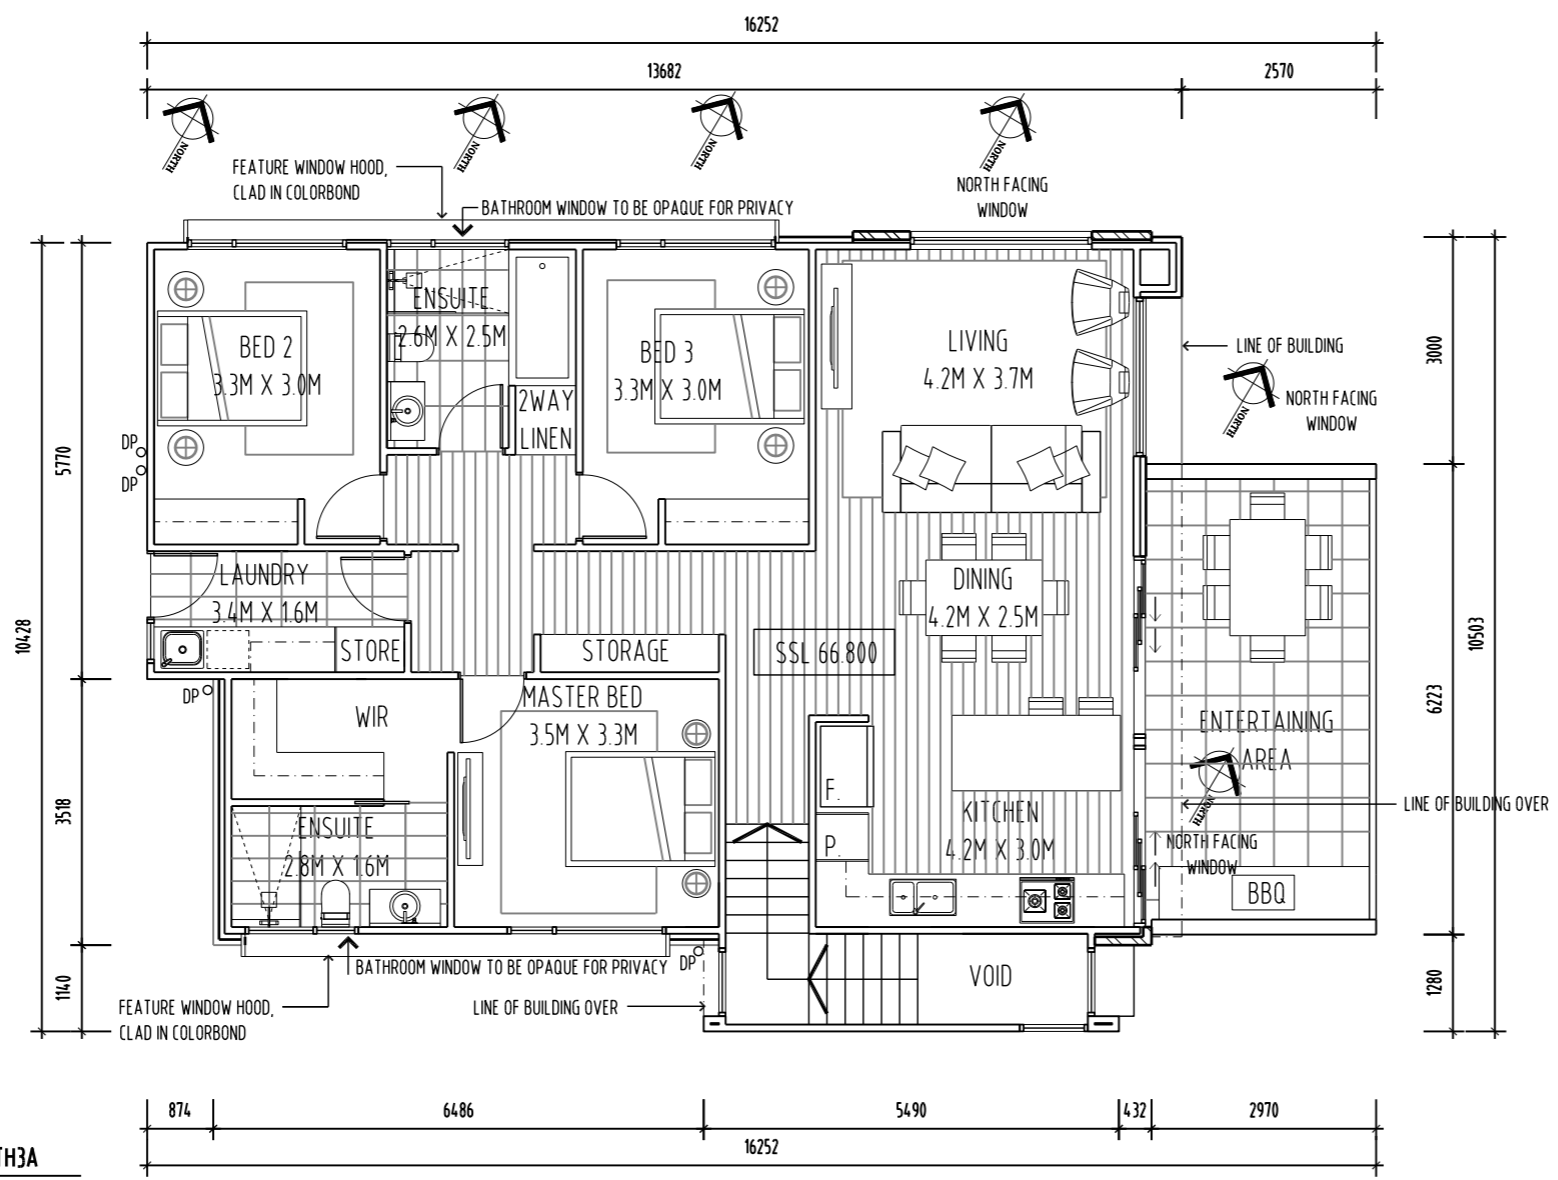 16252
13682
2570
NORTH
NORTH
NORTH
NORTH
FEATURE WINDOW HOOD,
CLAD IN COLORBOND
BATHROOM WINDOW TO BE OPAQUE FOR PRIVACY
NORTH FACING
WINDOW
ENSUITE
2.6M X 2.5M
BED 2
3.3M X 3.0M
BED 3
3.3M X 3.0M
LIVING
4.2M X 3.7M
LINE OF BUILDING
3000
NORTH
NORTH FACING
WINDOW
2WAY
LINEN
DP
DP
5770
LAUNDRY
3.4M X 1.6M
DINING
4.2M X 2.5M
10428
10503
STORE
STORAGE
SSL 66.800
DP
WIR
MASTER BED
3.5M X 3.3M
6223
ENTERTAINING
AREA
NORTH
F.
P.
3518
ENSUITE
2.8M X 1.6M
KITCHEN
4.2M X 3.0M
LINE OF BUILDING OVER
NORTH FACING
WINDOW
BBQ
BATHROOM WINDOW TO BE OPAQUE FOR PRIVACY
DP
VOID
1140
1280
FEATURE WINDOW HOOD,
CLAD IN COLORBOND
LINE OF BUILDING OVER
874
6486
5490
432
2970
16252
TH3A